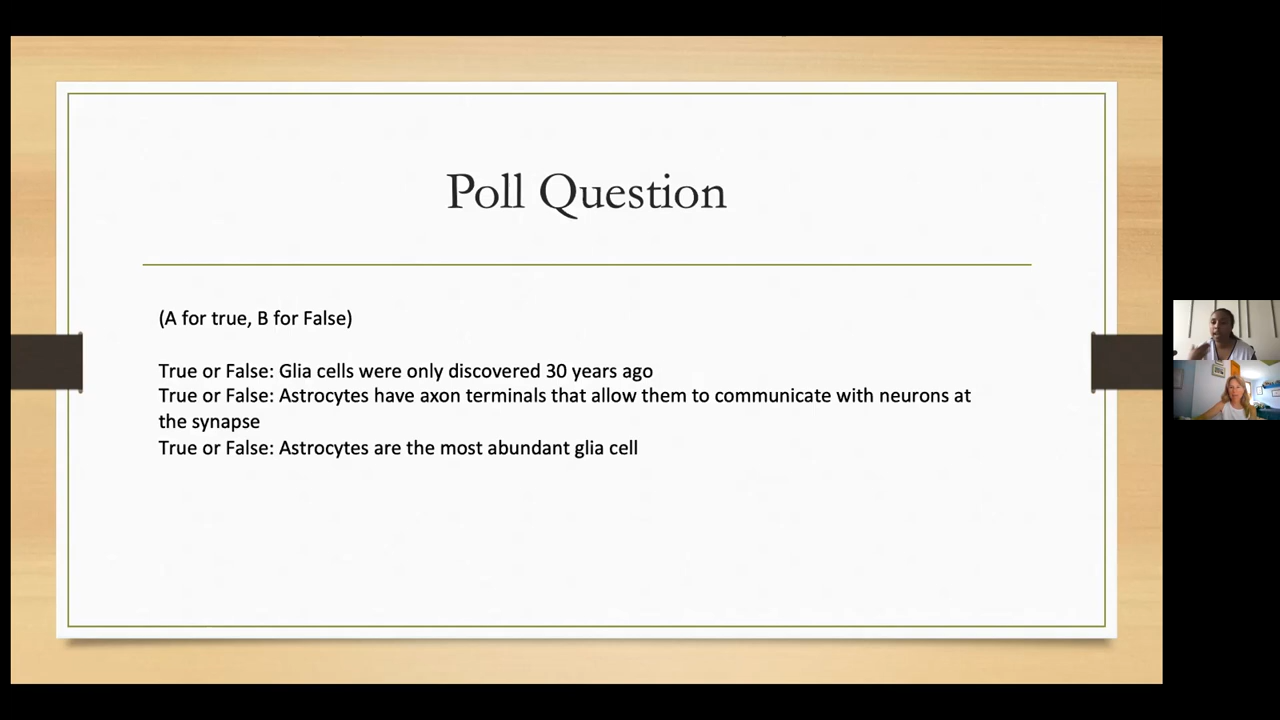 Poll Question
(A for true, B for False)
True or False: Glia cells were only discovered 30 years ago
True or False: Astrocytes have axon terminals that allow them to communicate with neurons at
the synapse
True or False: Astrocytes are the most abundant glia cell